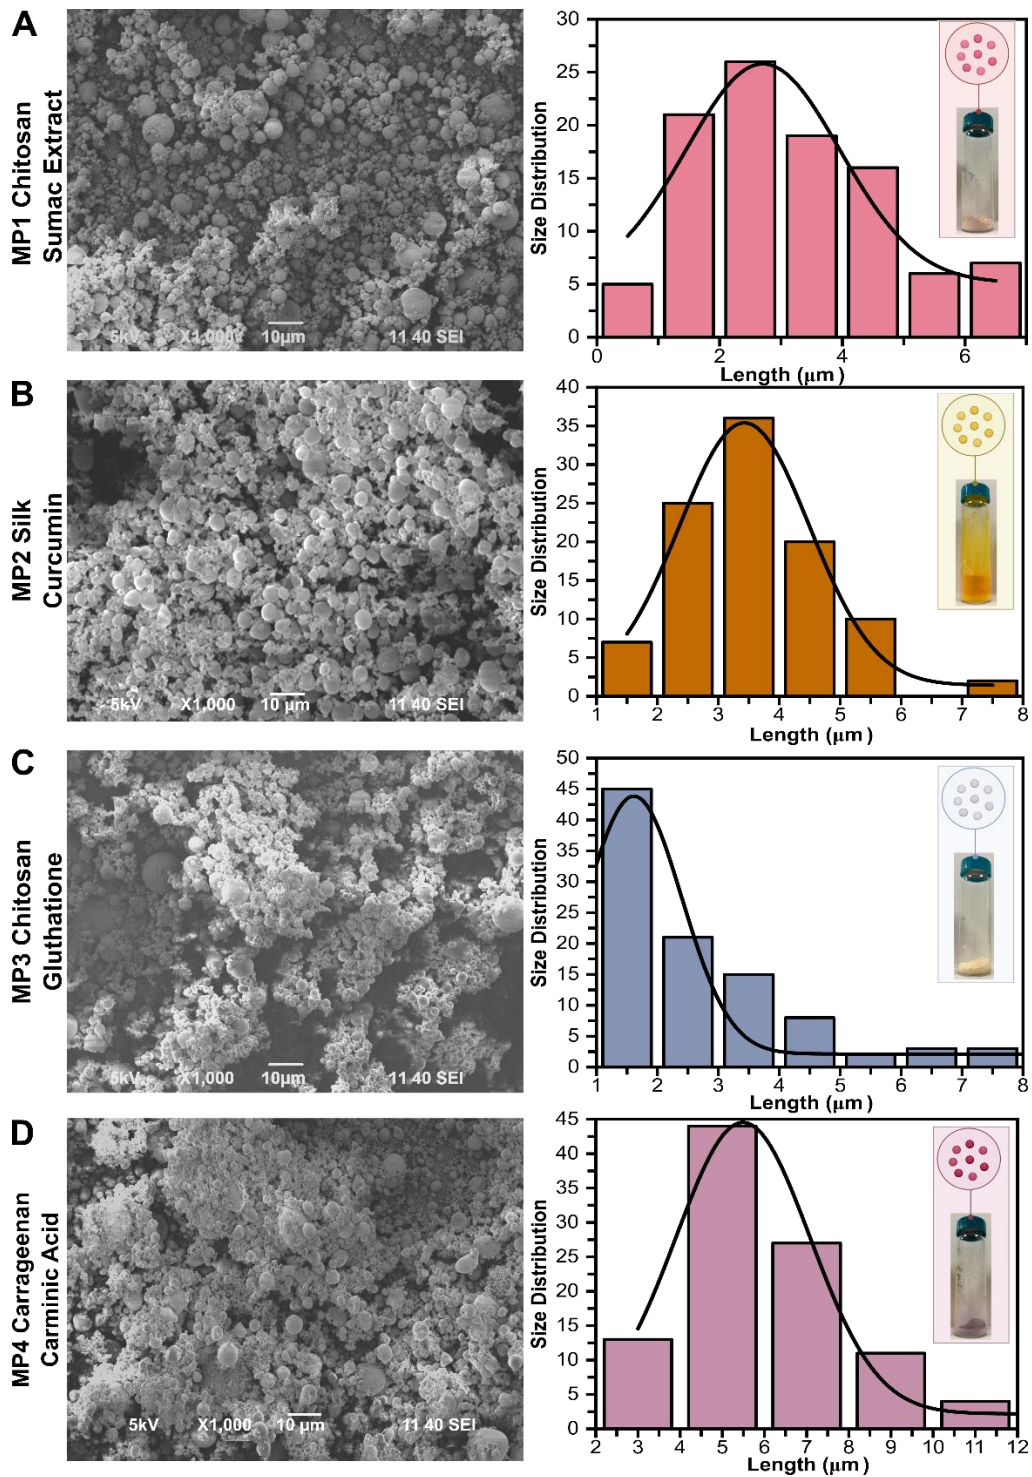 A
MP1 Chitosan
Sumac Extract
5kV X1,000 10µm 11 40 SEI
Size Distribution
30
25
20
15
10
5
0
0 2 4 6
Length (µm)
B
MP2 Silk
Curcumin
5kV X1,000 10 µm 11 40 SEI
Size Distribution
40
35
30
25
20
15
10
5
0
1 2 3 4 5 6 7 8
Length (µm)
C
MP3 Chitosan
Gluthatione
5kV X1,000 10µm 11 40 SEI
Size Distribution
50
45
40
35
30
25
20
15
10
5
0
1 2 3 4 5 6 7 8
Length (µm)
D
MP4 Carrageenan
Carminic Acid
5kV X1,000 10 µm 11 40 SEI
Size Distribution
45
40
35
30
25
20
15
10
5
0
2 3 4 5 6 7 8 9 10 11 12
Length (µm)